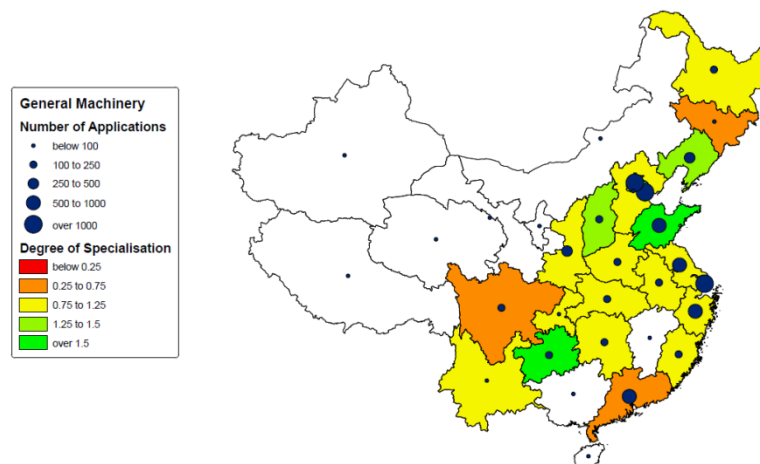 General Machinery
Number of Applications
below 100
100 to 250
250 to 500
500 to 1000
over 1000
Degree of Specialisation
below 0.25
0.25 to 0.75
0.75 to 1.25
1.25 to 1.5
over 1.5